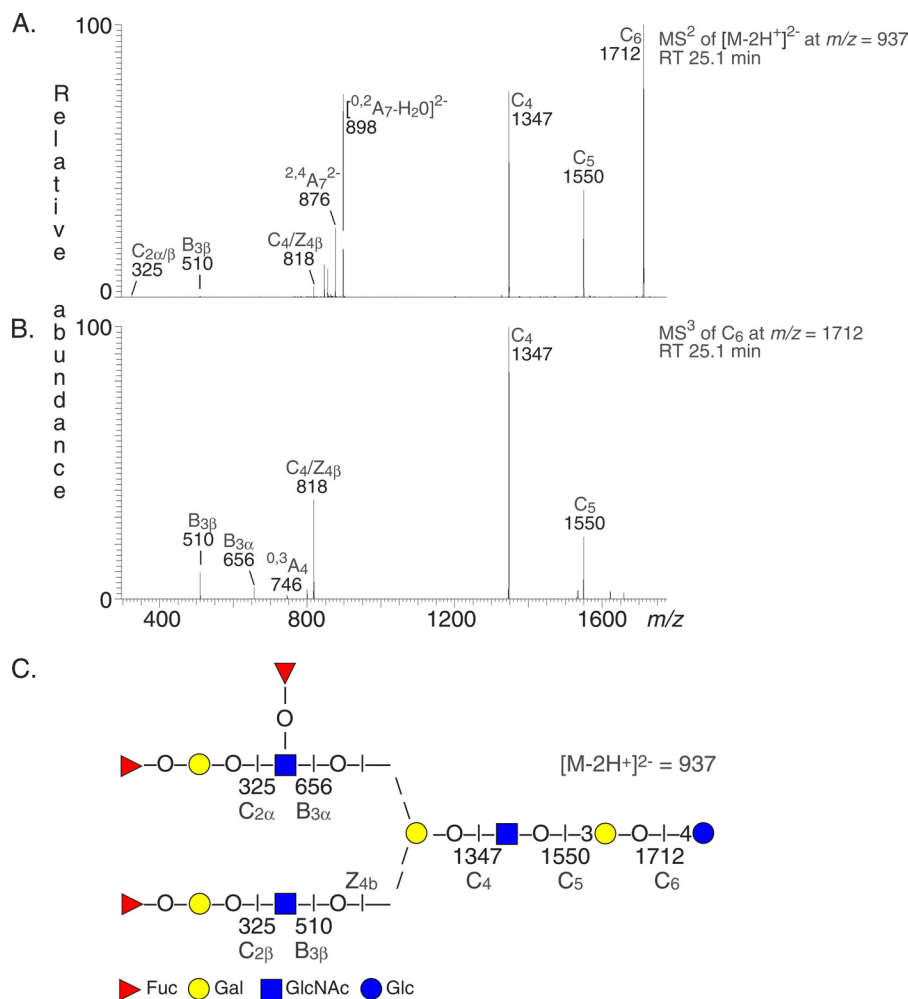 A.
100
C6
1712
MS2 of [M-2H+]2- at m/z = 937
RT 25.1 min
[0,2A7-H20]2-
898
C4
1347
2,4A72-
876
C5
1550
C4/Z4β
818
C2α/β
325
B3β
510
0
Relative abundance
B.
100
C4
1347
MS3 of C6 at m/z = 1712
RT 25.1 min
C4/Z4β
818
B3β
510
B3α
656
0,3A4
746
C5
1550
0
400 800 1200 1600 m/z
C.
O
O O O
325 656
C2α B3α
[M-2H+]2- = 937
O O 3 O 4
1347 1550 1712
C4 C5 C6
Z4b
O O O
325 510
C2β B3β
Fuc Gal GlcNAc Glc